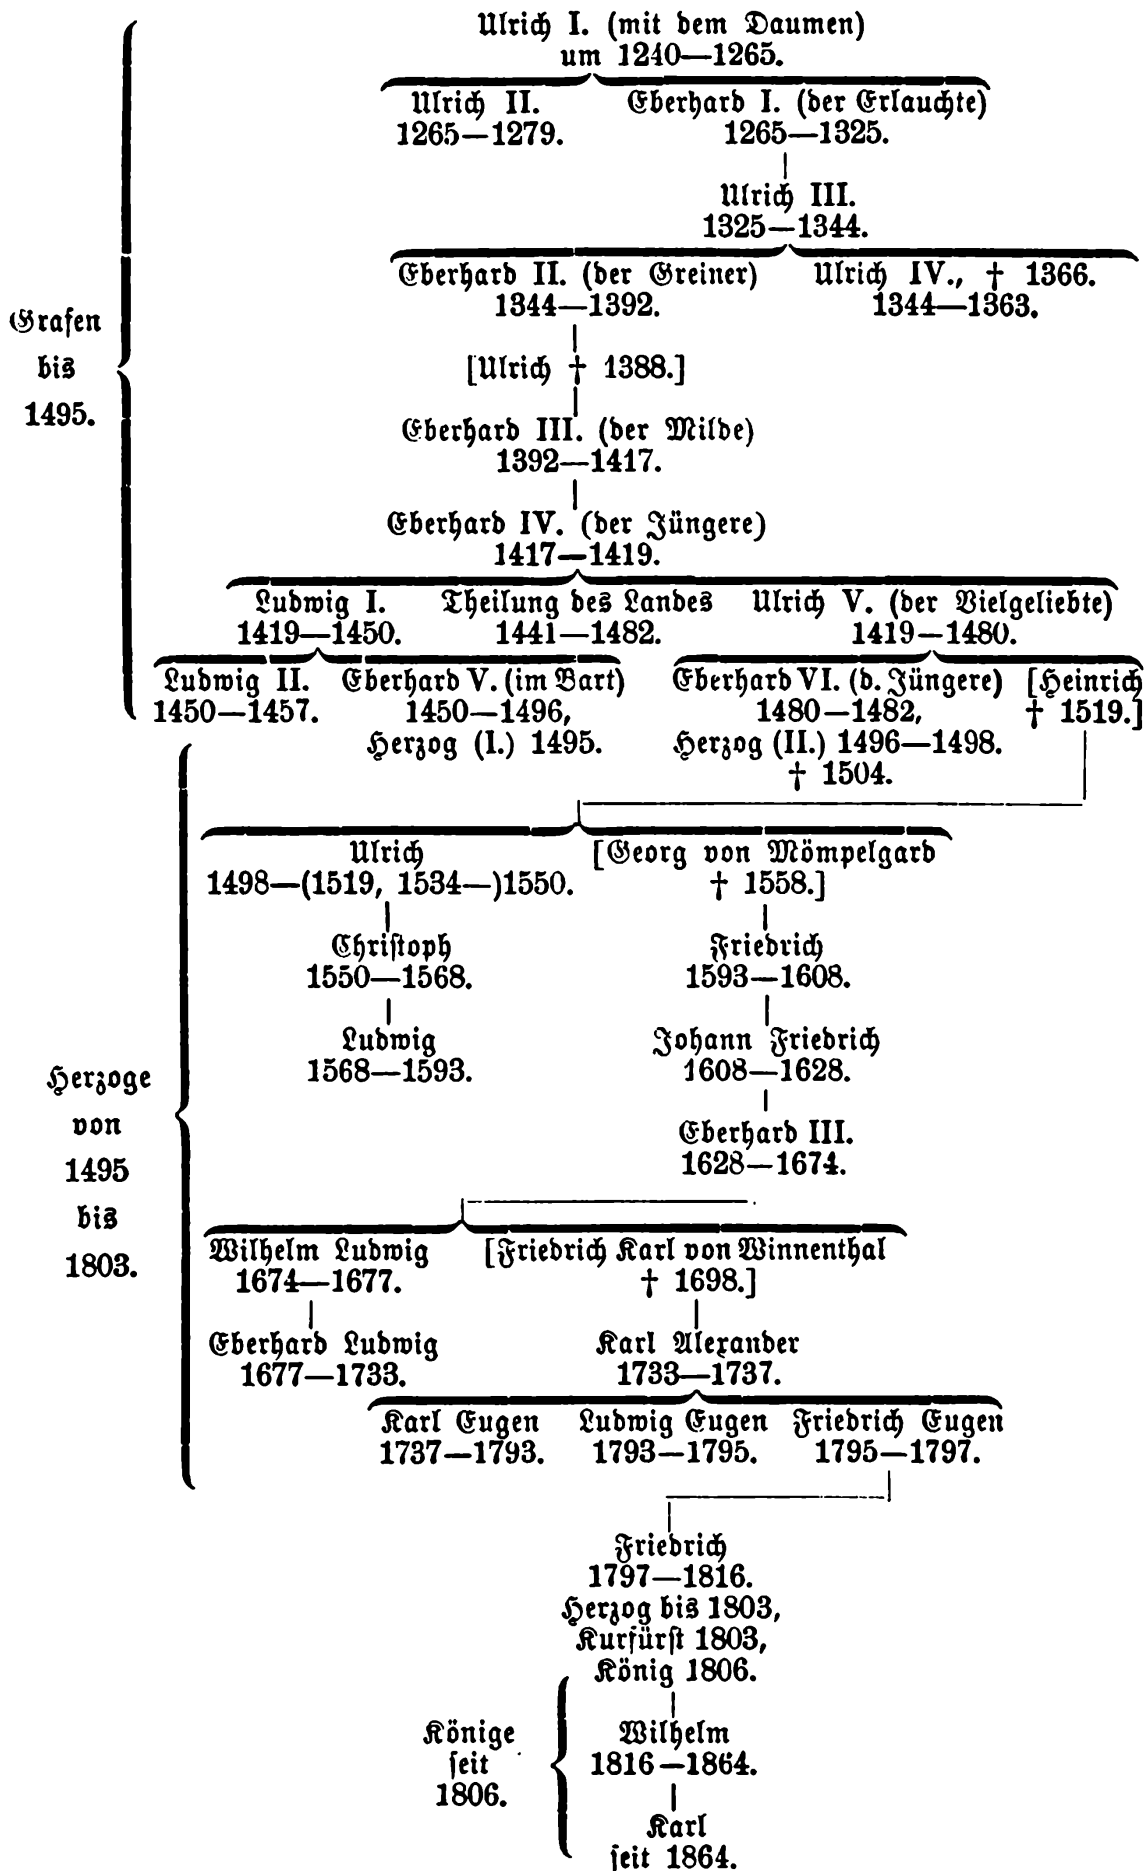 Ulrich I. (mit dem Daumen)
um 1240—1265.
Ulrich II. Eberhard I. (der Erlauchte)
1265—1279. 1265—1325.
Ulrich III.
1325—1344.
Eberhard II. (der Greiner) Ulrich IV., † 1366.
1344—1392. 1344—1363.
Grafen
bis
1495.
[Ulrich † 1388.]
Eberhard III. (der Milde)
1392—1417.
Eberhard IV. (der Jüngere)
1417—1419.
Ludwig I. Theilung des Landes Ulrich V. (der Vielgeliebte)
1419—1450. 1441—1482. 1419—1480.
Ludwig II. Eberhard V. (im Bart) Eberhard VI. (d. Jüngere) [Heinrich
1450—1457. 1450—1496, 1480—1482, † 1519.]
Herzog (I.) 1495. Herzog (II.) 1496—1498.
† 1504.
Ulrich [Georg von Mömpelgard
1498—(1519, 1534—)1550. † 1558.]
Christoph Friedrich
1550—1568. 1593—1608.
Ludwig Johann Friedrich
1568—1593. 1608—1628.
Herzoge
von
1495
bis
1803.
Eberhard III.
1628—1674.
Wilhelm Ludwig [Friedrich Karl von Winnenthal
1674—1677. † 1698.]
Eberhard Ludwig Karl Alexander
1677—1733. 1733—1737.
Karl Eugen Ludwig Eugen Friedrich Eugen
1737—1793. 1793—1795. 1795—1797.
Friedrich
1797—1816.
Herzog bis 1803,
Kurfürst 1803,
König 1806.
Könige
seit
1806.
Wilhelm
1816—1864.
Karl
seit 1864.